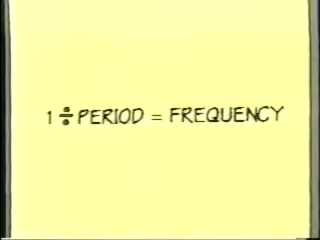 1 ÷ PERIOD = FREQUENCY